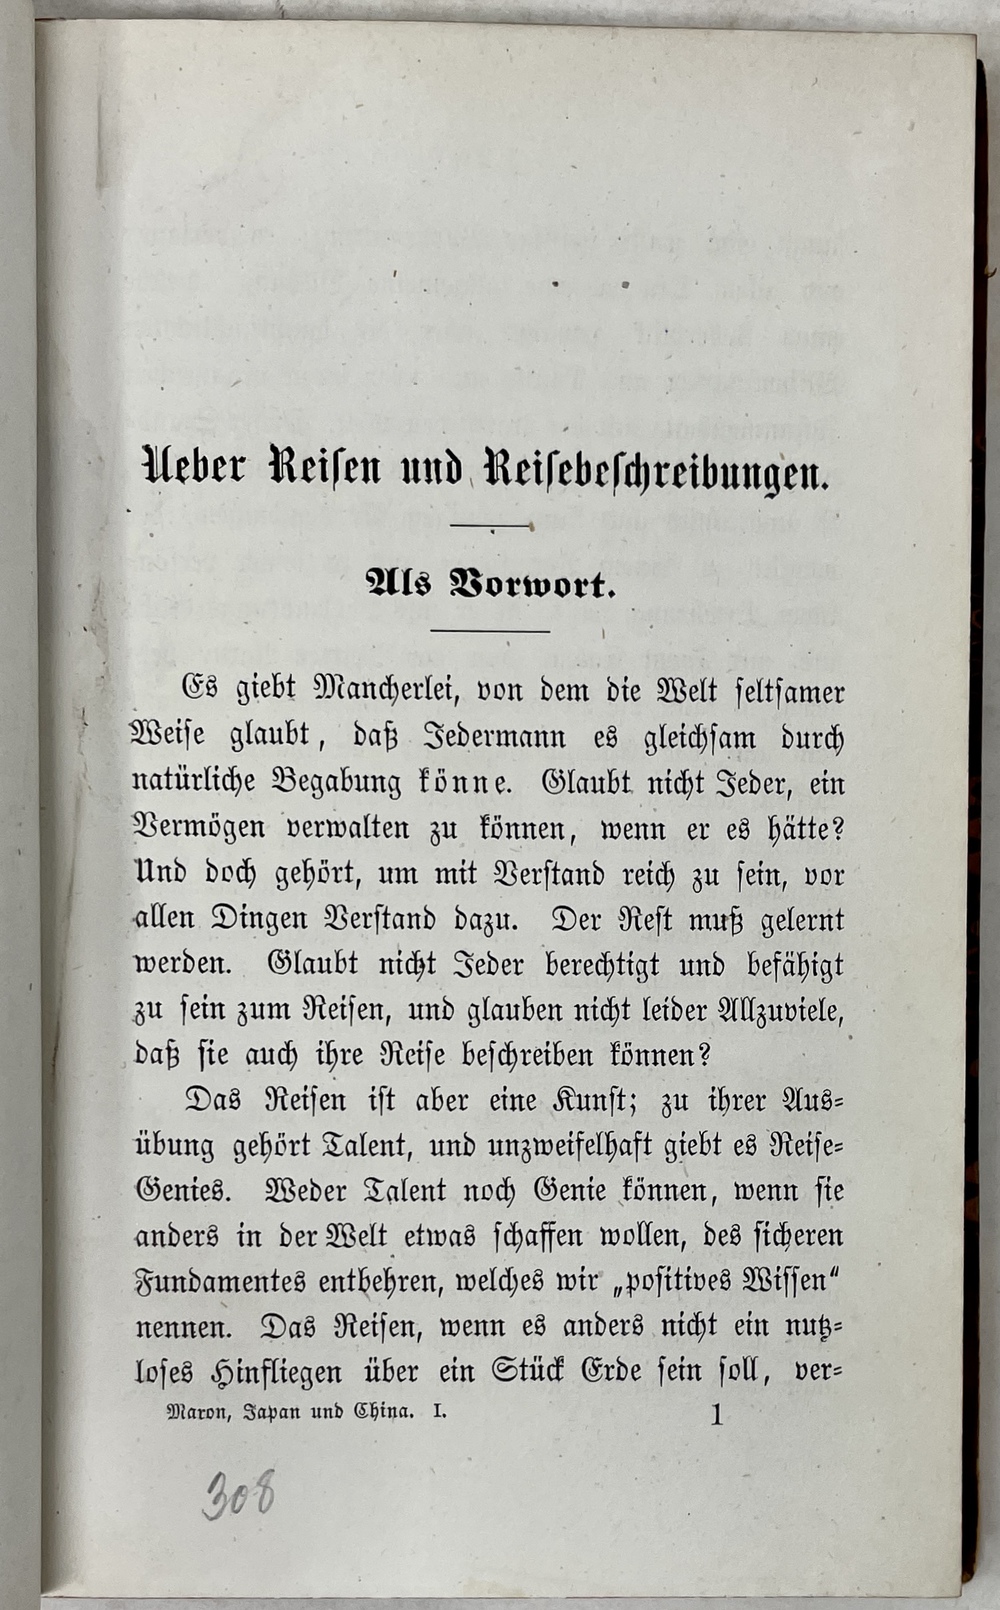 Ueber Reisen und Reisebeschreibungen.
Als Vorwort.
Es giebt Mancherlei, von dem die Welt seltsamer
Weise glaubt, daß Jedermann es gleichsam durch
natürliche Begabung könne. Glaubt nicht Jeder, ein
Vermögen verwalten zu können, wenn er es hätte?
Und doch gehört, um mit Verstand reich zu sein, vor
allen Dingen Verstand dazu. Der Rest muß gelernt
werden. Glaubt nicht Jeder berechtigt und befähigt
zu sein zum Reisen, und glauben nicht leider Allzuviele,
daß sie auch ihre Reise beschreiben können?
Das Reisen ist aber eine Kunst; zu ihrer Aus-
übung gehört Talent, und unzweifelhaft giebt es Reise-
Genies. Weder Talent noch Genie können, wenn sie
anders in der Welt etwas schaffen wollen, des sicheren
Fundamentes entbehren, welches wir „positives Wissen“
nennen. Das Reisen, wenn es anders nicht ein nutz-
loses Hinfliegen über ein Stück Erde sein soll, ver-
Maron, Japan und China. I. 1
308